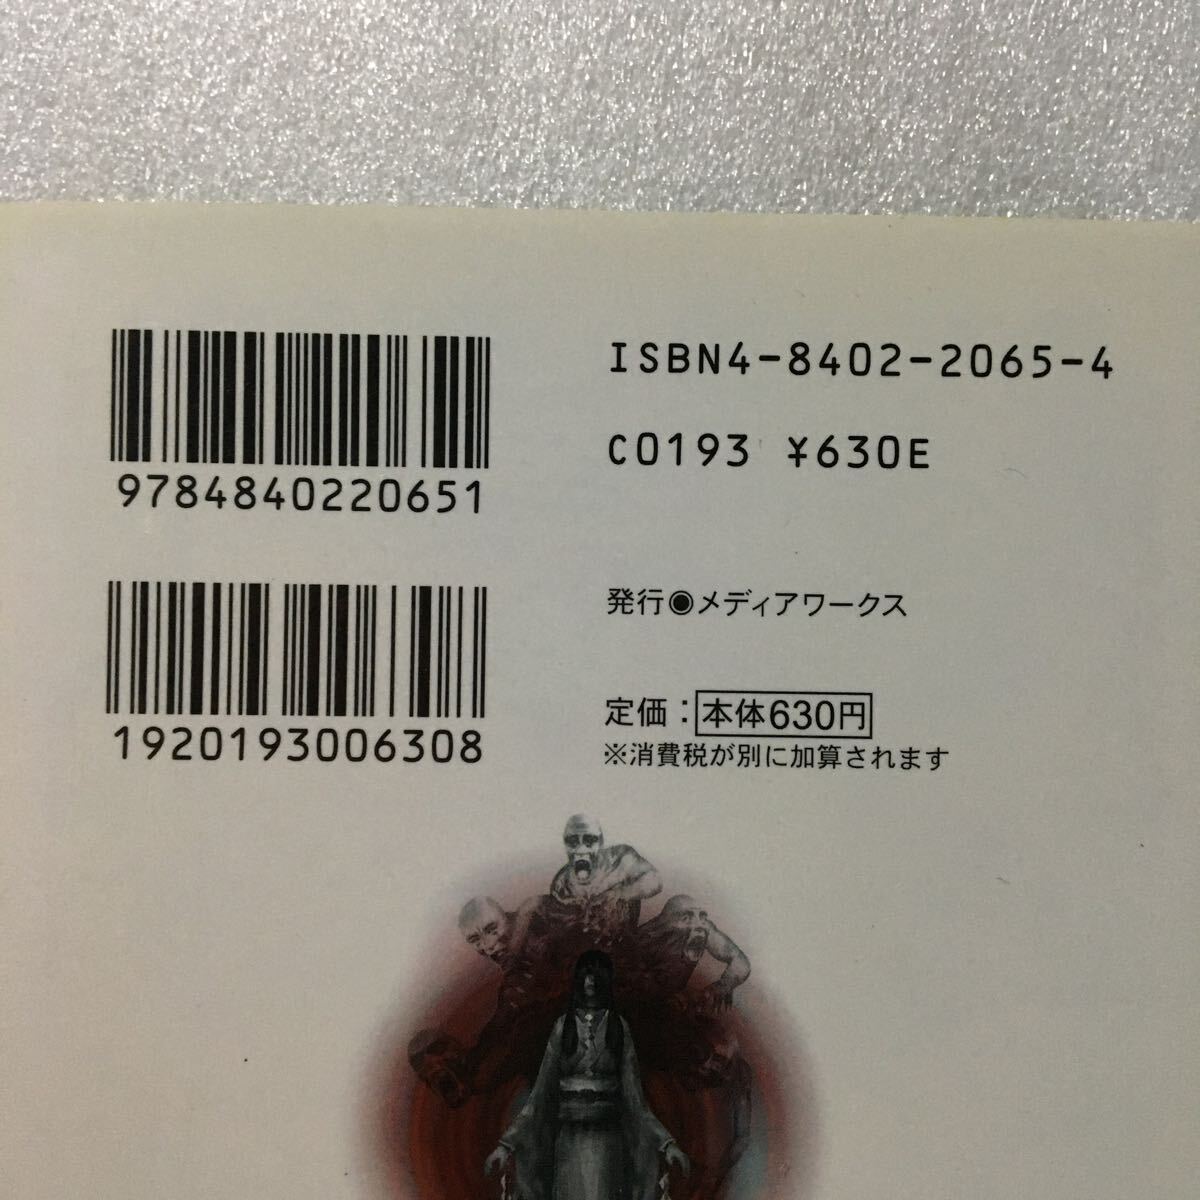 9784840220651
1920193006308
ISBN4-8402-2065-4
C0193 ¥630E
発行◉メディアワークス
定価：本体630円
※消費税が別に加算されます